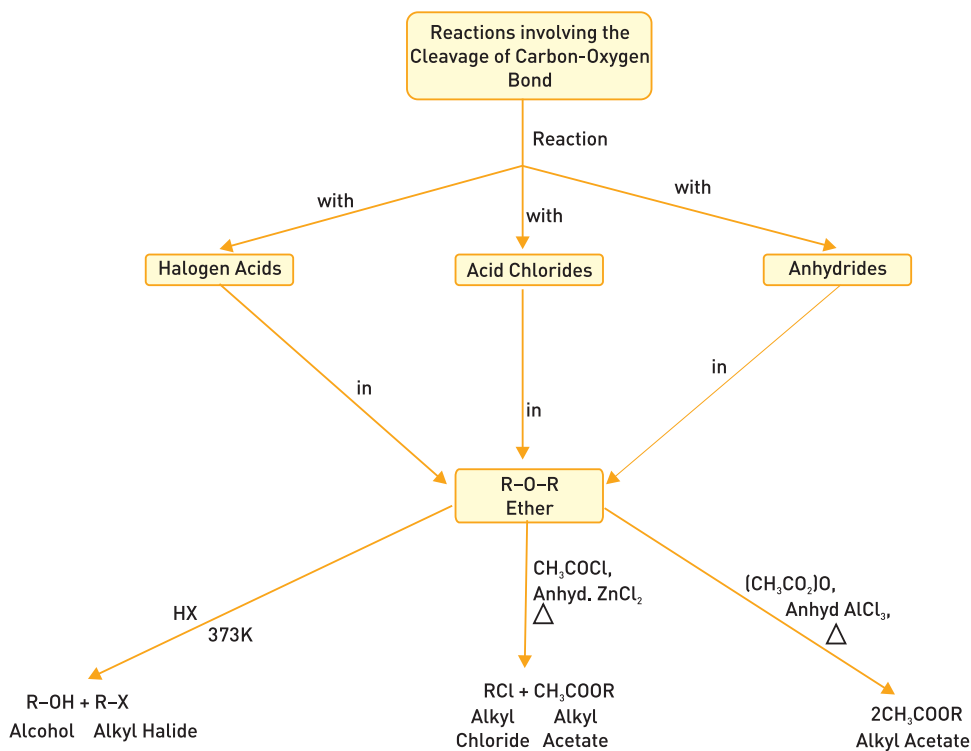 Reactions involving the
Cleavage of Carbon-Oxygen
Bond
Reaction
with
with
with
Halogen Acids
Acid Chlorides
Anhydrides
in
in
in
R–O–R
Ether
CH₃COCl,
Anhyd. ZnCl₂
△
(CH₃CO₂)O,
Anhyd AlCl₃,
△
HX
373K
R–OH + R–X
Alcohol Alkyl Halide
RCl + CH₃COOR
Alkyl Alkyl
Chloride Acetate
2CH₃COOR
Alkyl Acetate